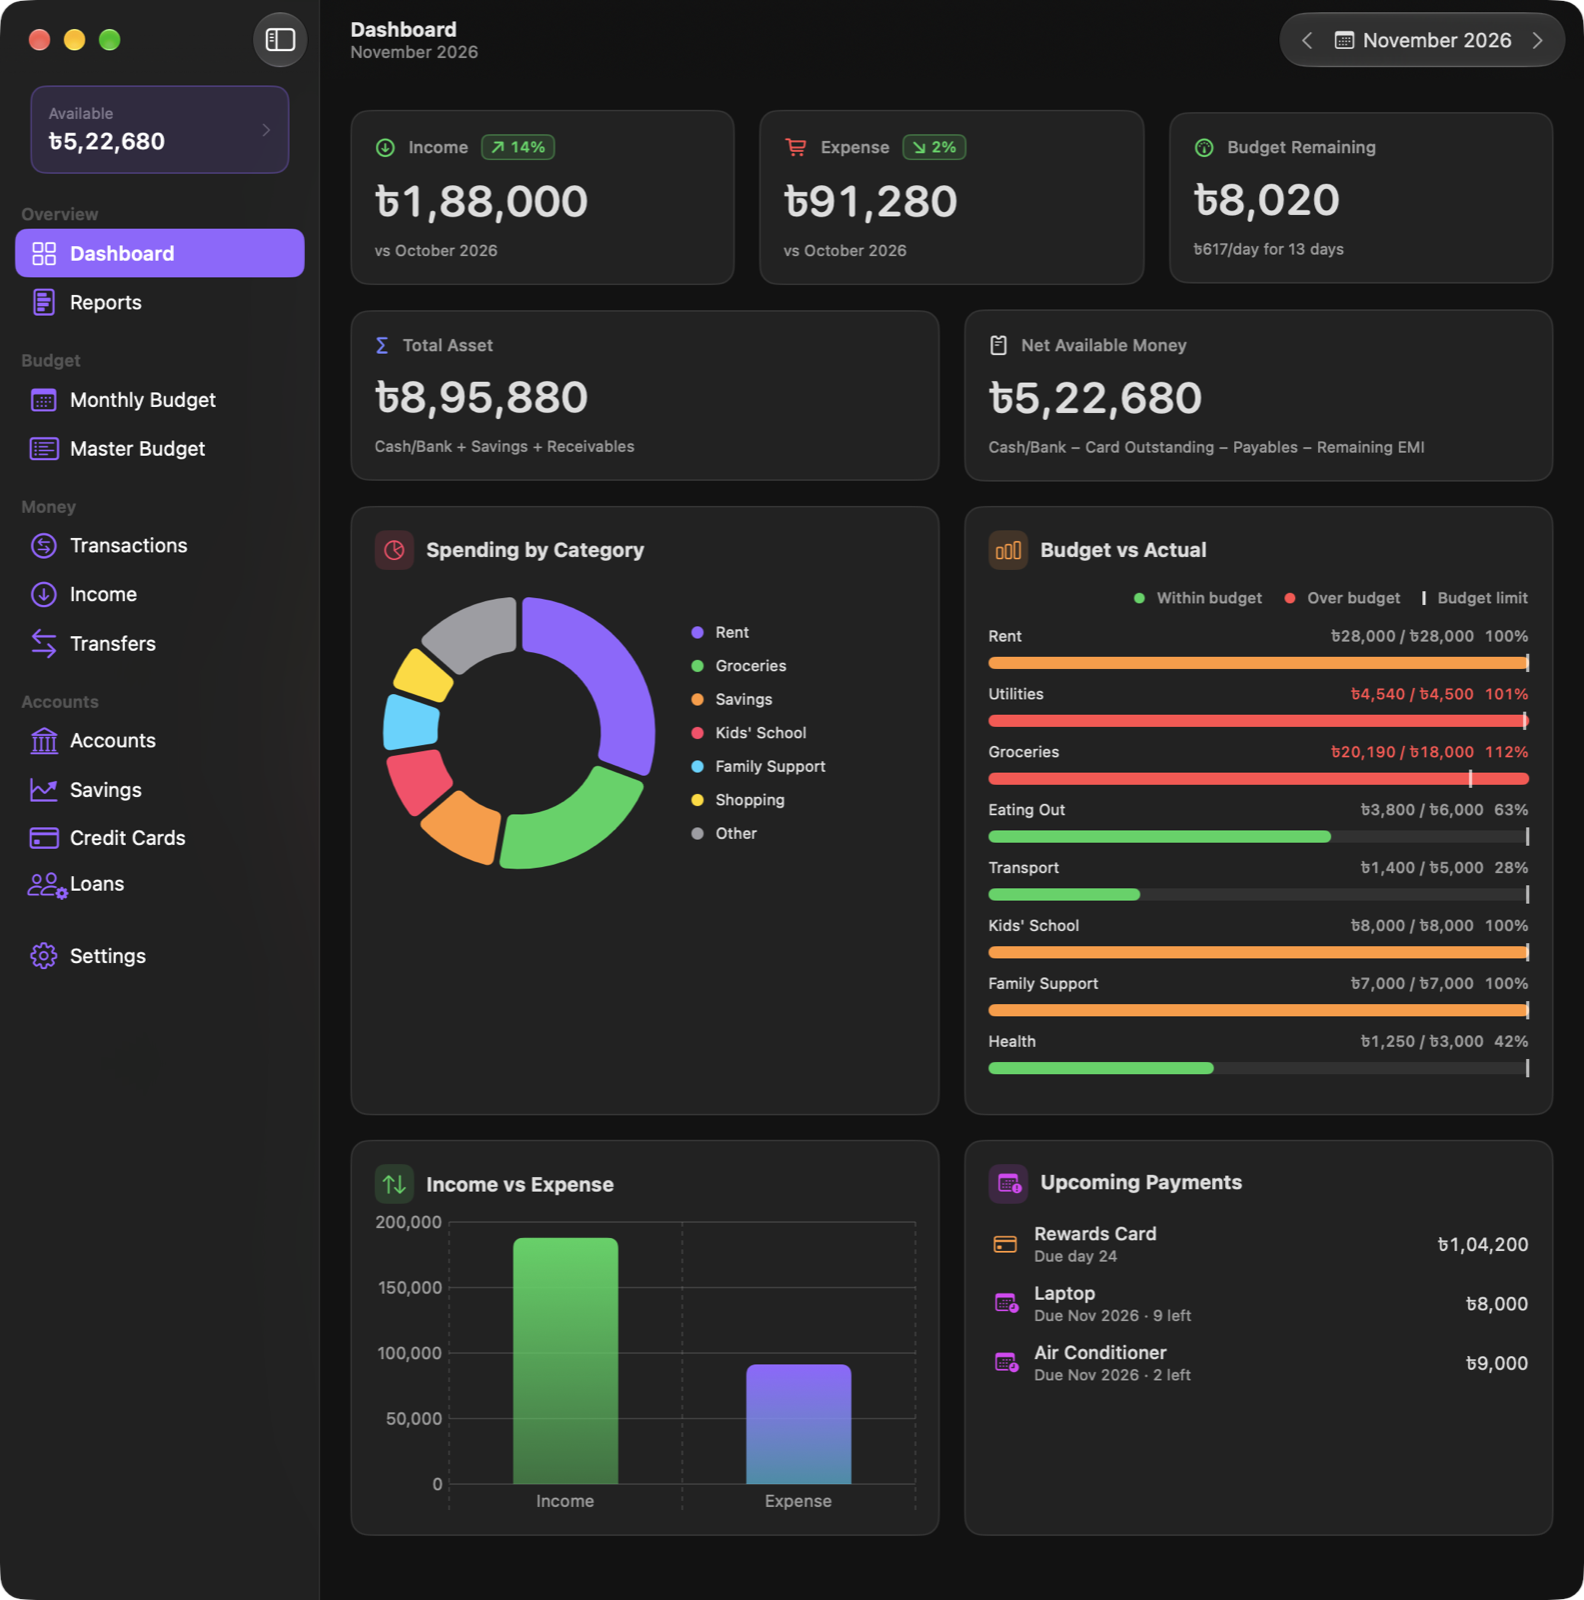 Dashboard
November 2026
November 2026
Available
৳5,22,680
Overview
Dashboard
Reports
Budget
Monthly Budget
Master Budget
Money
Transactions
Income
Transfers
Accounts
Accounts
Savings
Credit Cards
Loans
Settings
Income 14%
৳1,88,000
vs October 2026
Expense 2%
৳91,280
vs October 2026
Budget Remaining
৳8,020
৳617/day for 13 days
Total Asset
৳8,95,880
Cash/Bank + Savings + Receivables
Net Available Money
৳5,22,680
Cash/Bank – Card Outstanding – Payables – Remaining EMI
Spending by Category
Rent
Groceries
Savings
Kids' School
Family Support
Shopping
Other
Budget vs Actual
Within budget Over budget Budget limit
Rent ৳28,000 / ৳28,000 100%
Utilities ৳4,540 / ৳4,500 101%
Groceries ৳20,190 / ৳18,000 112%
Eating Out ৳3,800 / ৳6,000 63%
Transport ৳1,400 / ৳5,000 28%
Kids' School ৳8,000 / ৳8,000 100%
Family Support ৳7,000 / ৳7,000 100%
Health ৳1,250 / ৳3,000 42%
Income vs Expense
200,000
150,000
100,000
50,000
0
Income Expense
Upcoming Payments
Rewards Card
Due day 24
৳1,04,200
Laptop
Due Nov 2026 · 9 left
৳8,000
Air Conditioner
Due Nov 2026 · 2 left
৳9,000